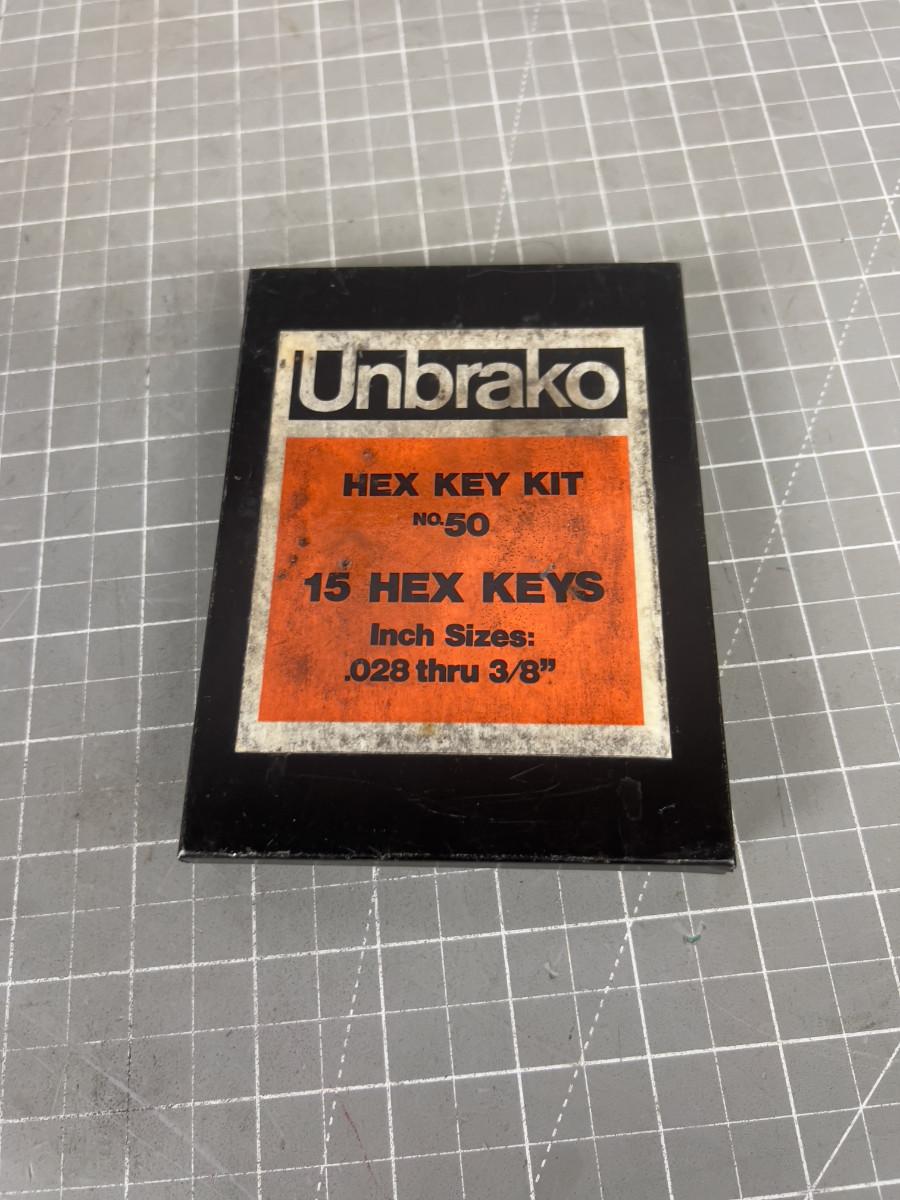 Unbrako
HEX KEY KIT
NO.50
15 HEX KEYS
Inch Sizes:
.028 thru 3/8”